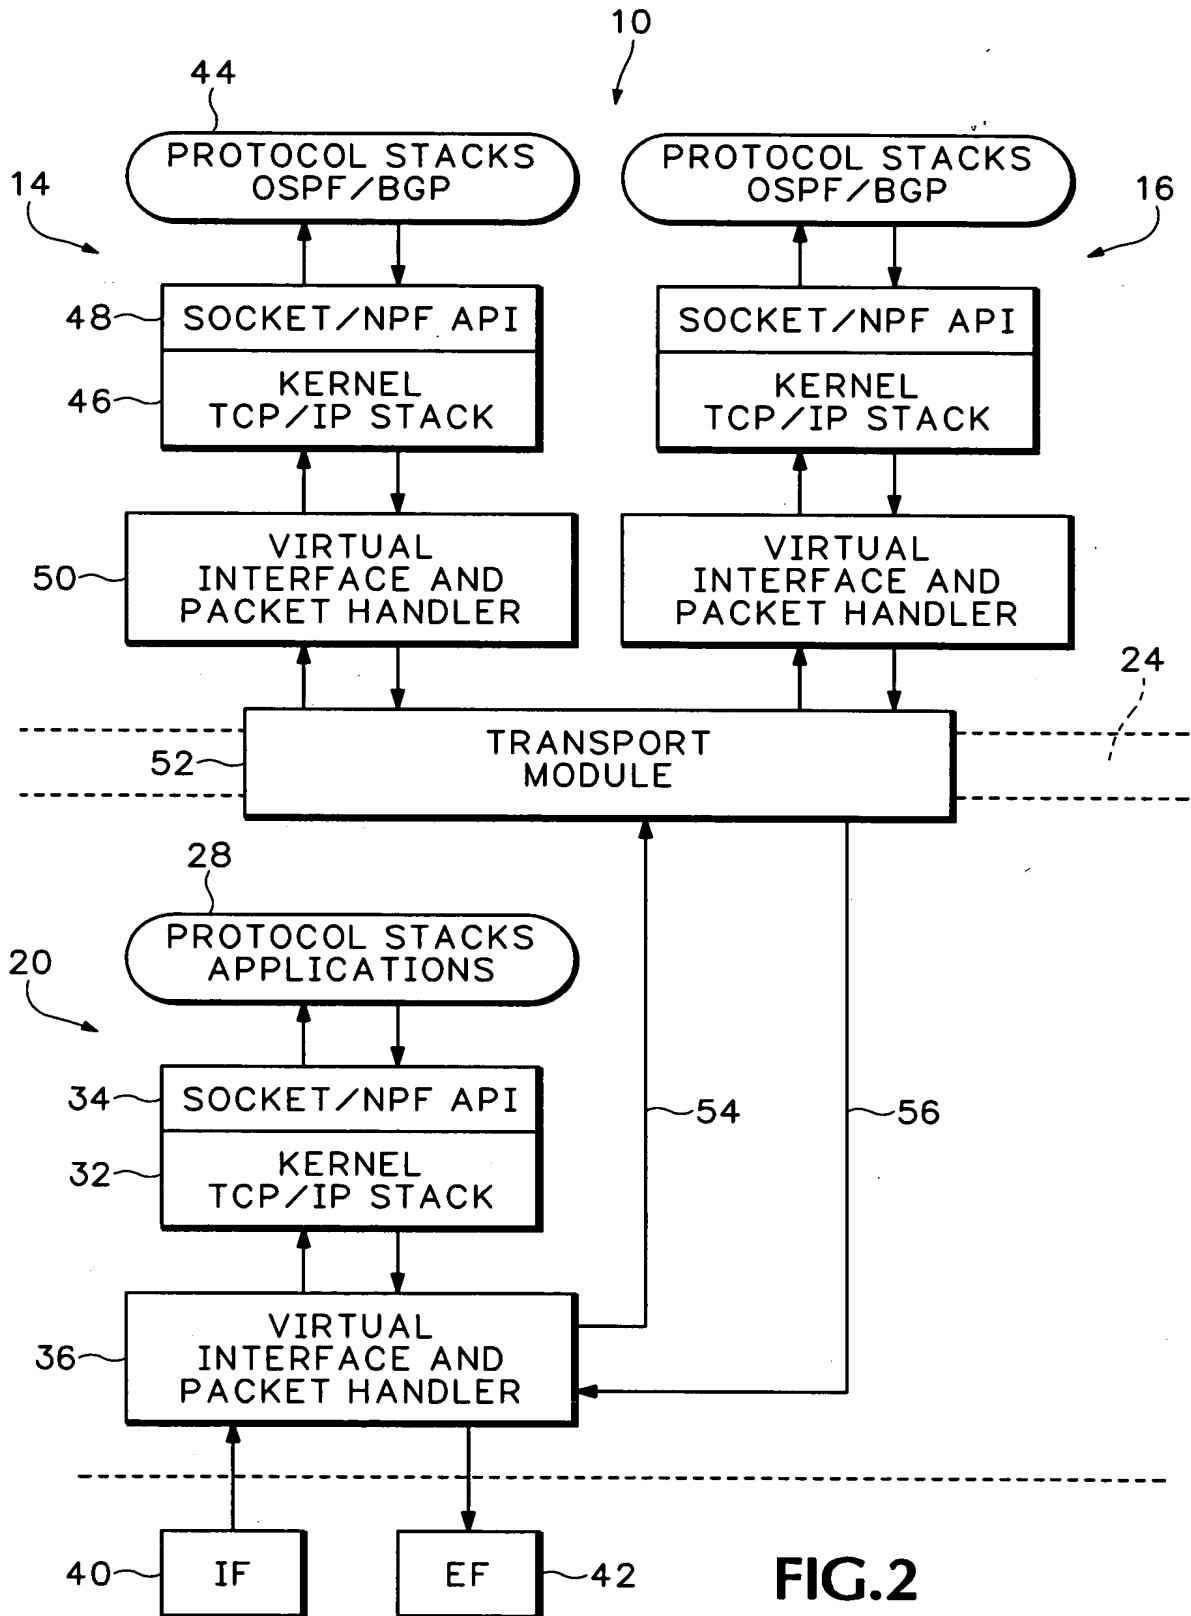 10
44
PROTOCOL STACKS
OSPF/BGP
PROTOCOL STACKS
OSPF/BGP
14
16
48
SOCKET/NPF API
SOCKET/NPF API
46
KERNEL
TCP/IP STACK
KERNEL
TCP/IP STACK
50
VIRTUAL
INTERFACE AND
PACKET HANDLER
VIRTUAL
INTERFACE AND
PACKET HANDLER
24
52
TRANSPORT
MODULE
28
PROTOCOL STACKS
APPLICATIONS
20
34
SOCKET/NPF API
54
56
32
KERNEL
TCP/IP STACK
36
VIRTUAL
INTERFACE AND
PACKET HANDLER
40
IF
EF
42
FIG.2